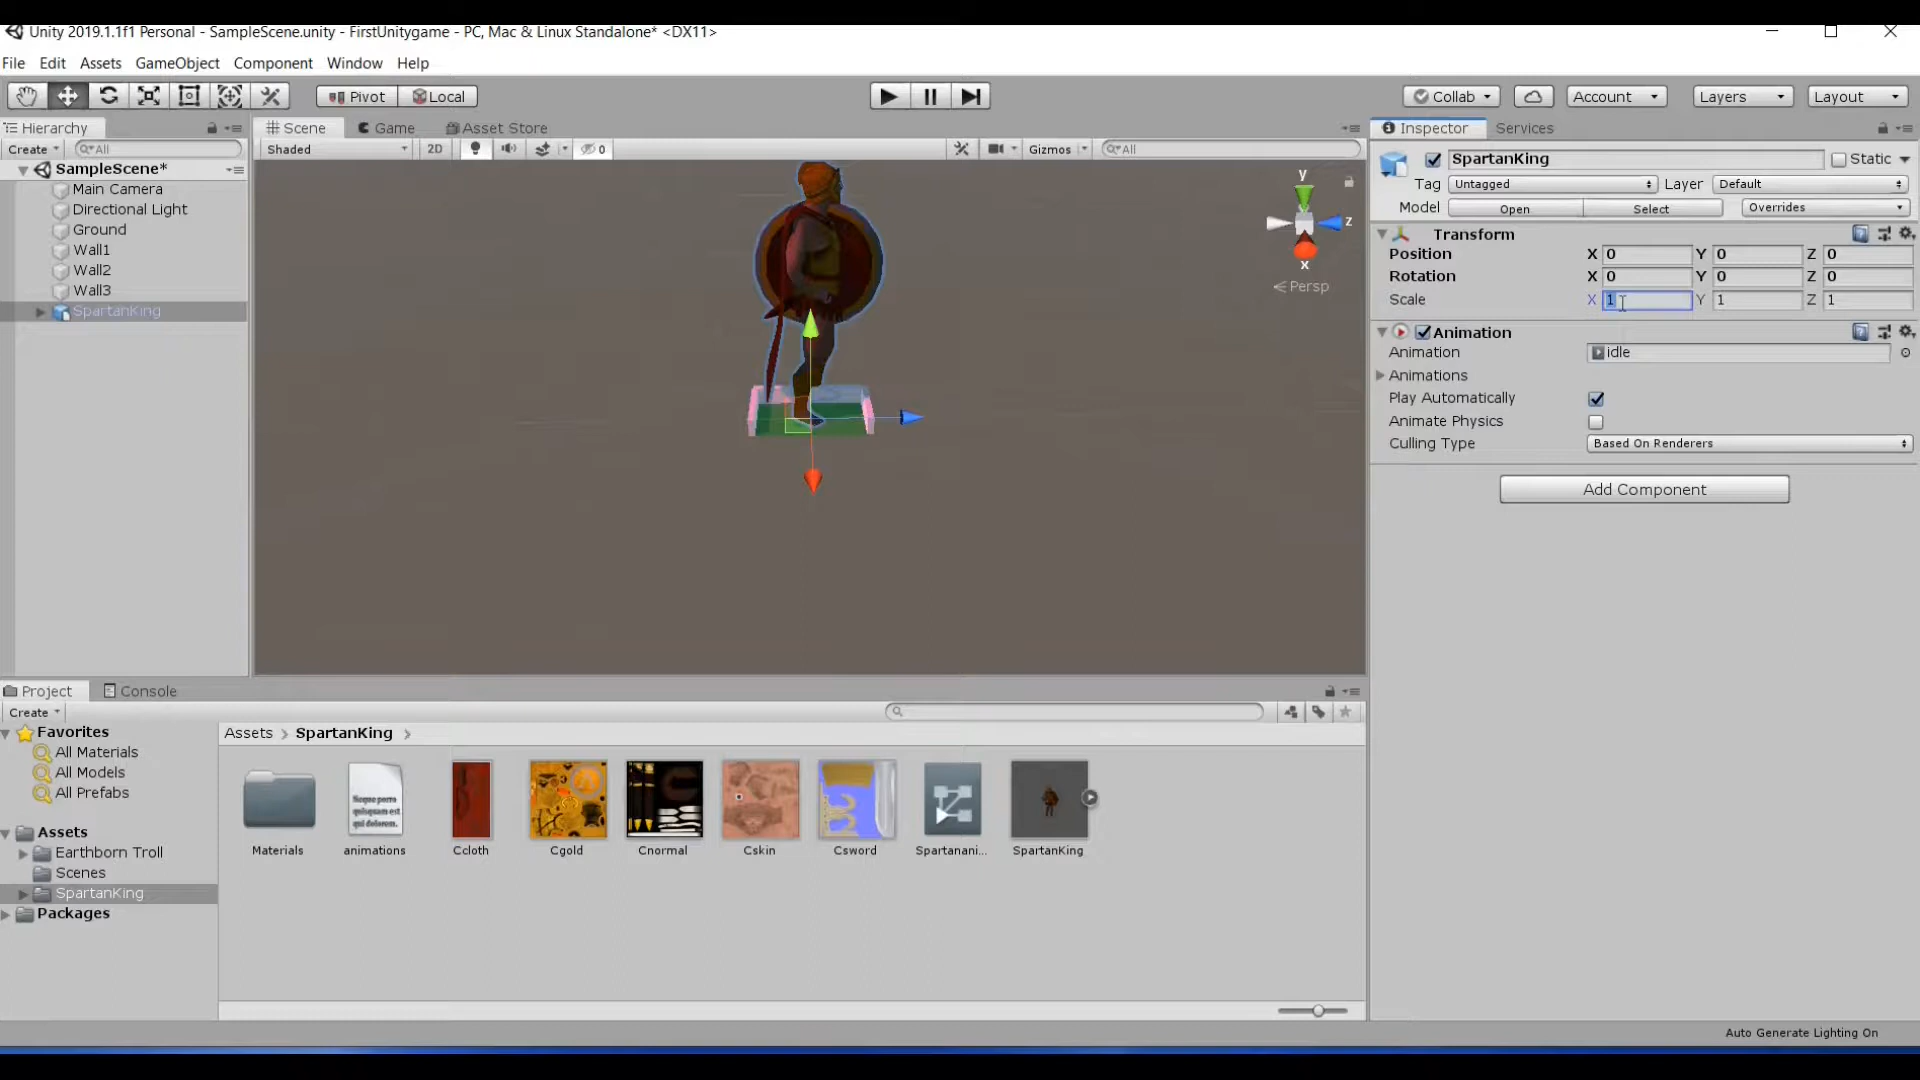 Unity 2019.1.1f1 Personal - SampleScene.unity - FirstUnitygame - PC, Mac & Linux Standalone* <DX11>
File Edit Assets GameObject Component Window Help
Pivot Local Collab Account Layers Layout
Hierarchy Scene Game Asset Store Inspector Services
Create All Shaded 2D 0 Gizmos All
SampleScene*
Main Camera
Directional Light
Ground
Wall1
Wall2
Wall3
SpartanKing
y
z
x
Persp
SpartanKing Static
Tag Untagged Layer Default
Model Open Select Overrides
Transform
Position X 0 Y 0 Z 0
Rotation X 0 Y 0 Z 0
Scale X 1 Y 1 Z 1
Animation
Animation idle
Animations
Play Automatically
Animate Physics
Culling Type Based On Renderers
Add Component
Project Console
Create
Favorites
All Materials
All Models
All Prefabs
Assets
Earthborn Troll
Scenes
SpartanKing
Packages
Assets > SpartanKing >
Neque porro
quisquam est
qui dolorem.
Materials animations Ccloth Cgold Cnormal Cskin Csword Spartanani... SpartanKing
Auto Generate Lighting On